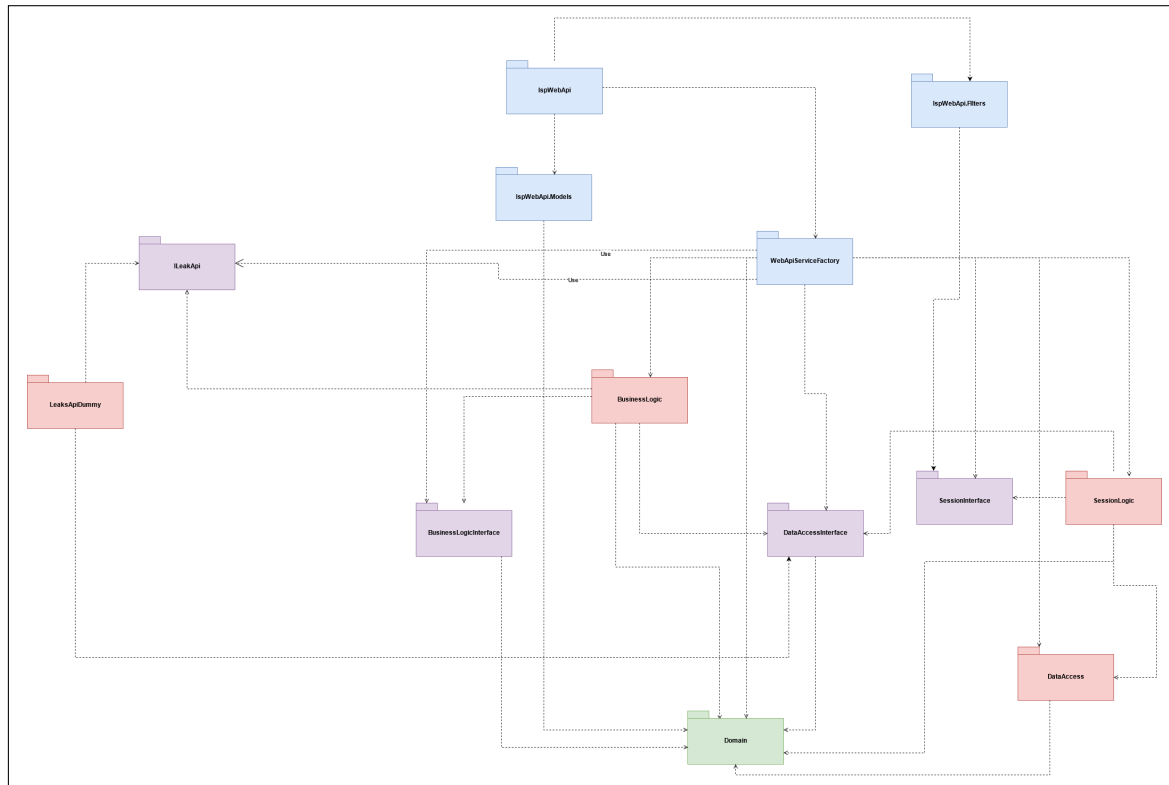 IspWebApi
IspWebApi.FIlters
IspWebApi.Models
ILeakApi
Use
WebApiServiceFactory
Use
LeaksApiDummy
BusinessLogic
SessionInterface
SessionLogic
BusinessLogicInterface
DataAccessInterface
DataAccess
Domain